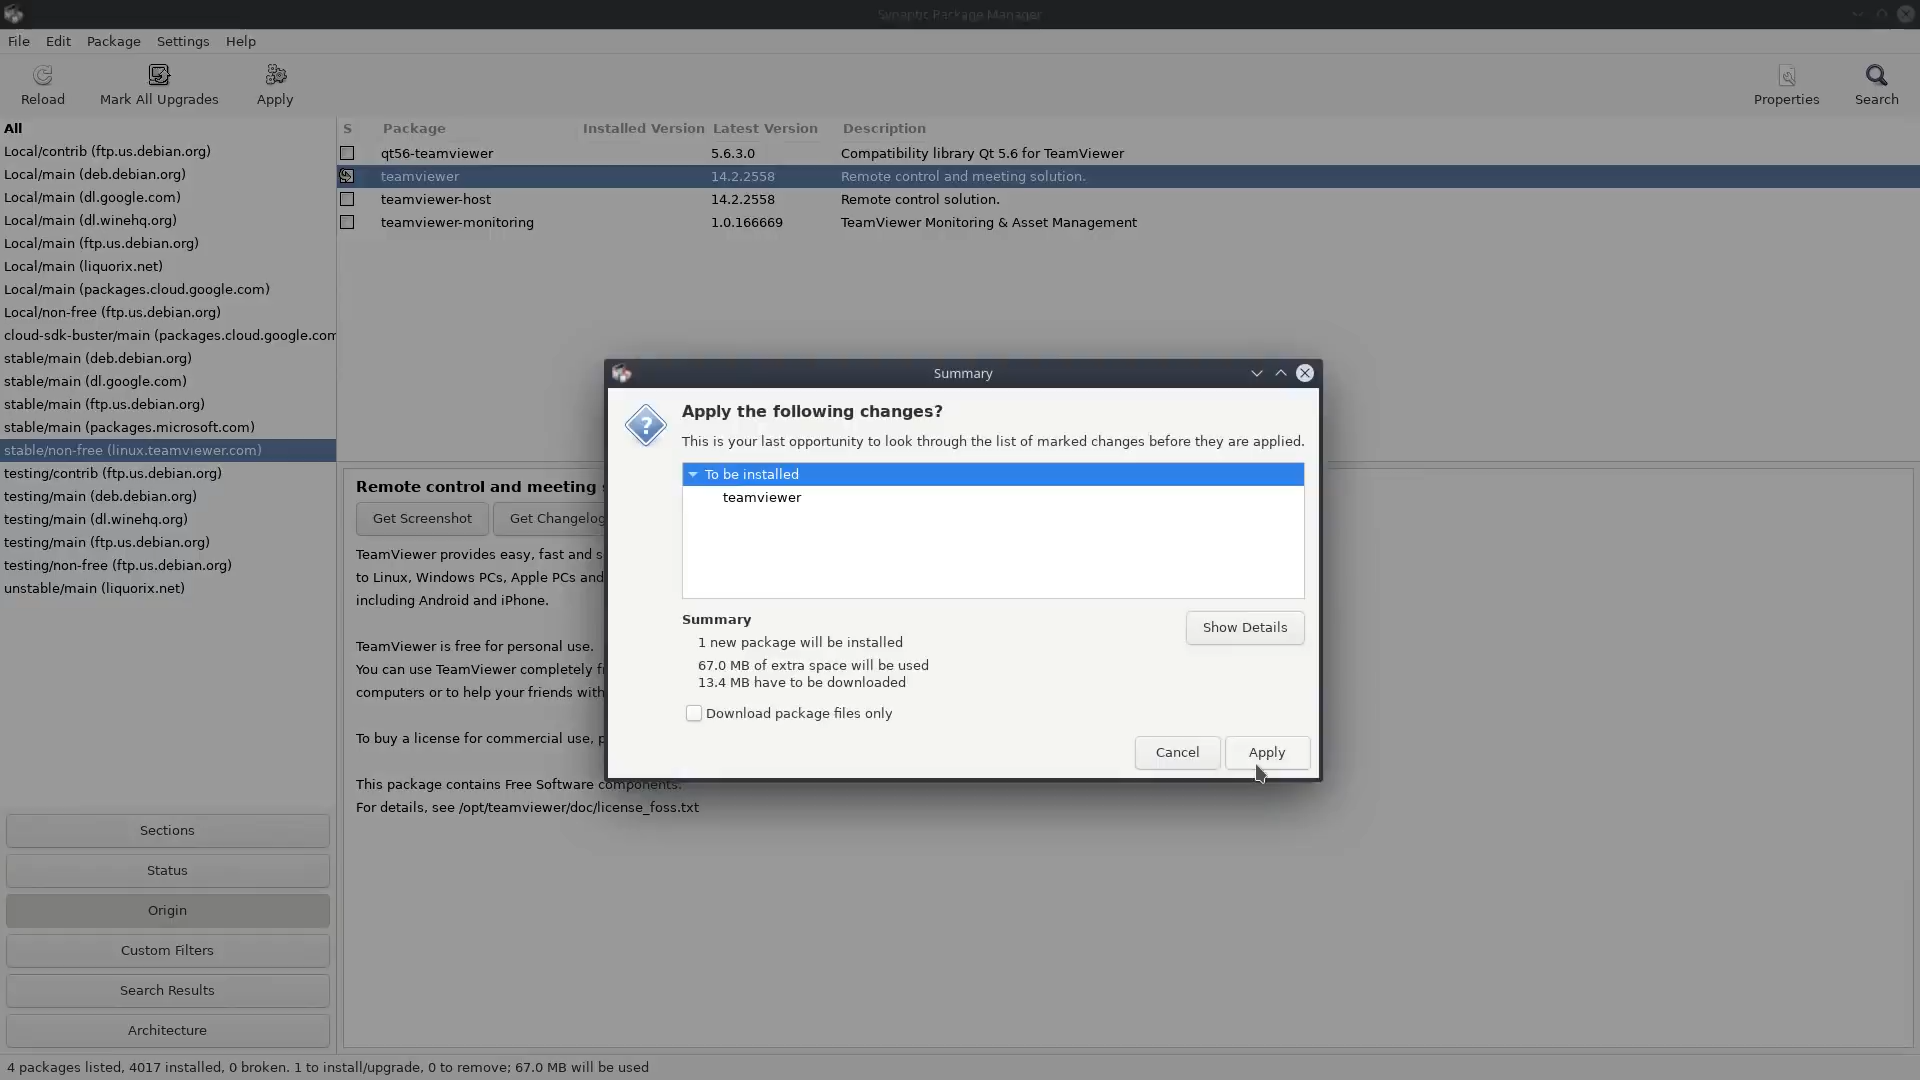 Synaptic Package Manager
File Edit Package Settings Help
Reload Mark All Upgrades Apply Properties Search
All
Local/contrib (ftp.us.debian.org)
Local/main (deb.debian.org)
Local/main (dl.google.com)
Local/main (dl.winehq.org)
Local/main (ftp.us.debian.org)
Local/main (liquorix.net)
Local/main (packages.cloud.google.com)
Local/non-free (ftp.us.debian.org)
cloud-sdk-buster/main (packages.cloud.google.com
stable/main (deb.debian.org)
stable/main (dl.google.com)
stable/main (ftp.us.debian.org)
stable/main (packages.microsoft.com)
stable/non-free (linux.teamviewer.com)
testing/contrib (ftp.us.debian.org)
testing/main (deb.debian.org)
testing/main (dl.winehq.org)
testing/main (ftp.us.debian.org)
testing/non-free (ftp.us.debian.org)
unstable/main (liquorix.net)
Sections
Status
Origin
Custom Filters
Search Results
Architecture
S Package Installed Version Latest Version Description
qt56-teamviewer 5.6.3.0 Compatibility library Qt 5.6 for TeamViewer
teamviewer 14.2.2558 Remote control and meeting solution.
teamviewer-host 14.2.2558 Remote control solution.
teamviewer-monitoring 1.0.166669 TeamViewer Monitoring & Asset Management
Remote control and meeting
Get Screenshot Get Changelog
TeamViewer provides easy, fast and s
to Linux, Windows PCs, Apple PCs and
including Android and iPhone.
TeamViewer is free for personal use.
You can use TeamViewer completely f
computers or to help your friends with
To buy a license for commercial use, p
This package contains Free Software components.
For details, see /opt/teamviewer/doc/license_foss.txt
Summary
Apply the following changes?
This is your last opportunity to look through the list of marked changes before they are applied.
To be installed
teamviewer
Summary
Show Details
1 new package will be installed
67.0 MB of extra space will be used
13.4 MB have to be downloaded
Download package files only
Cancel Apply
4 packages listed, 4017 installed, 0 broken. 1 to install/upgrade, 0 to remove; 67.0 MB will be used